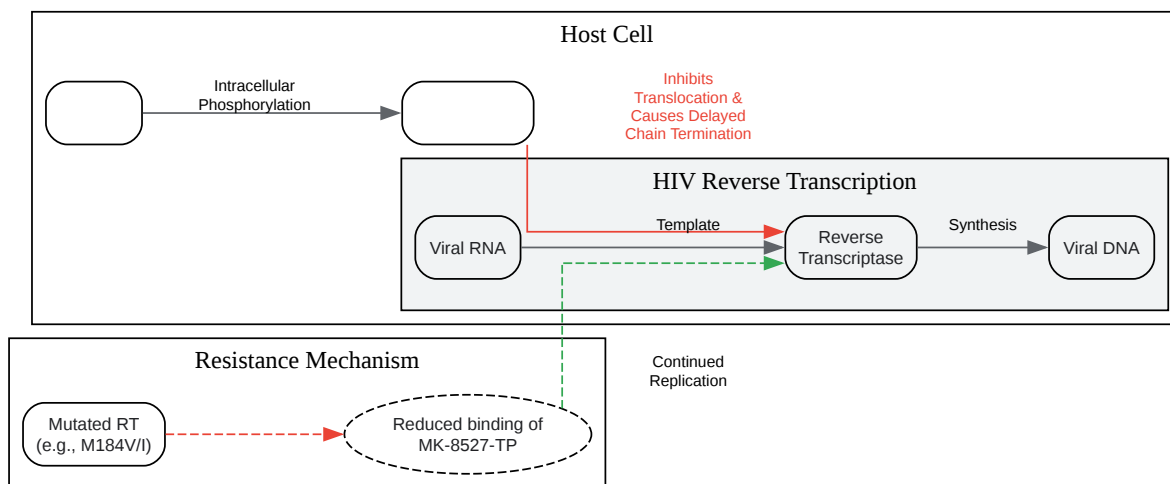 Host Cell
Intracellular
Phosphorylation
Inhibits
Translocation &
Causes Delayed
Chain Termination
HIV Reverse Transcription
Viral RNA
Template
Reverse
Transcriptase
Synthesis
Viral DNA
Resistance Mechanism
Mutated RT
(e.g., M184V/I)
Reduced binding of
MK-8527-TP
Continued
Replication